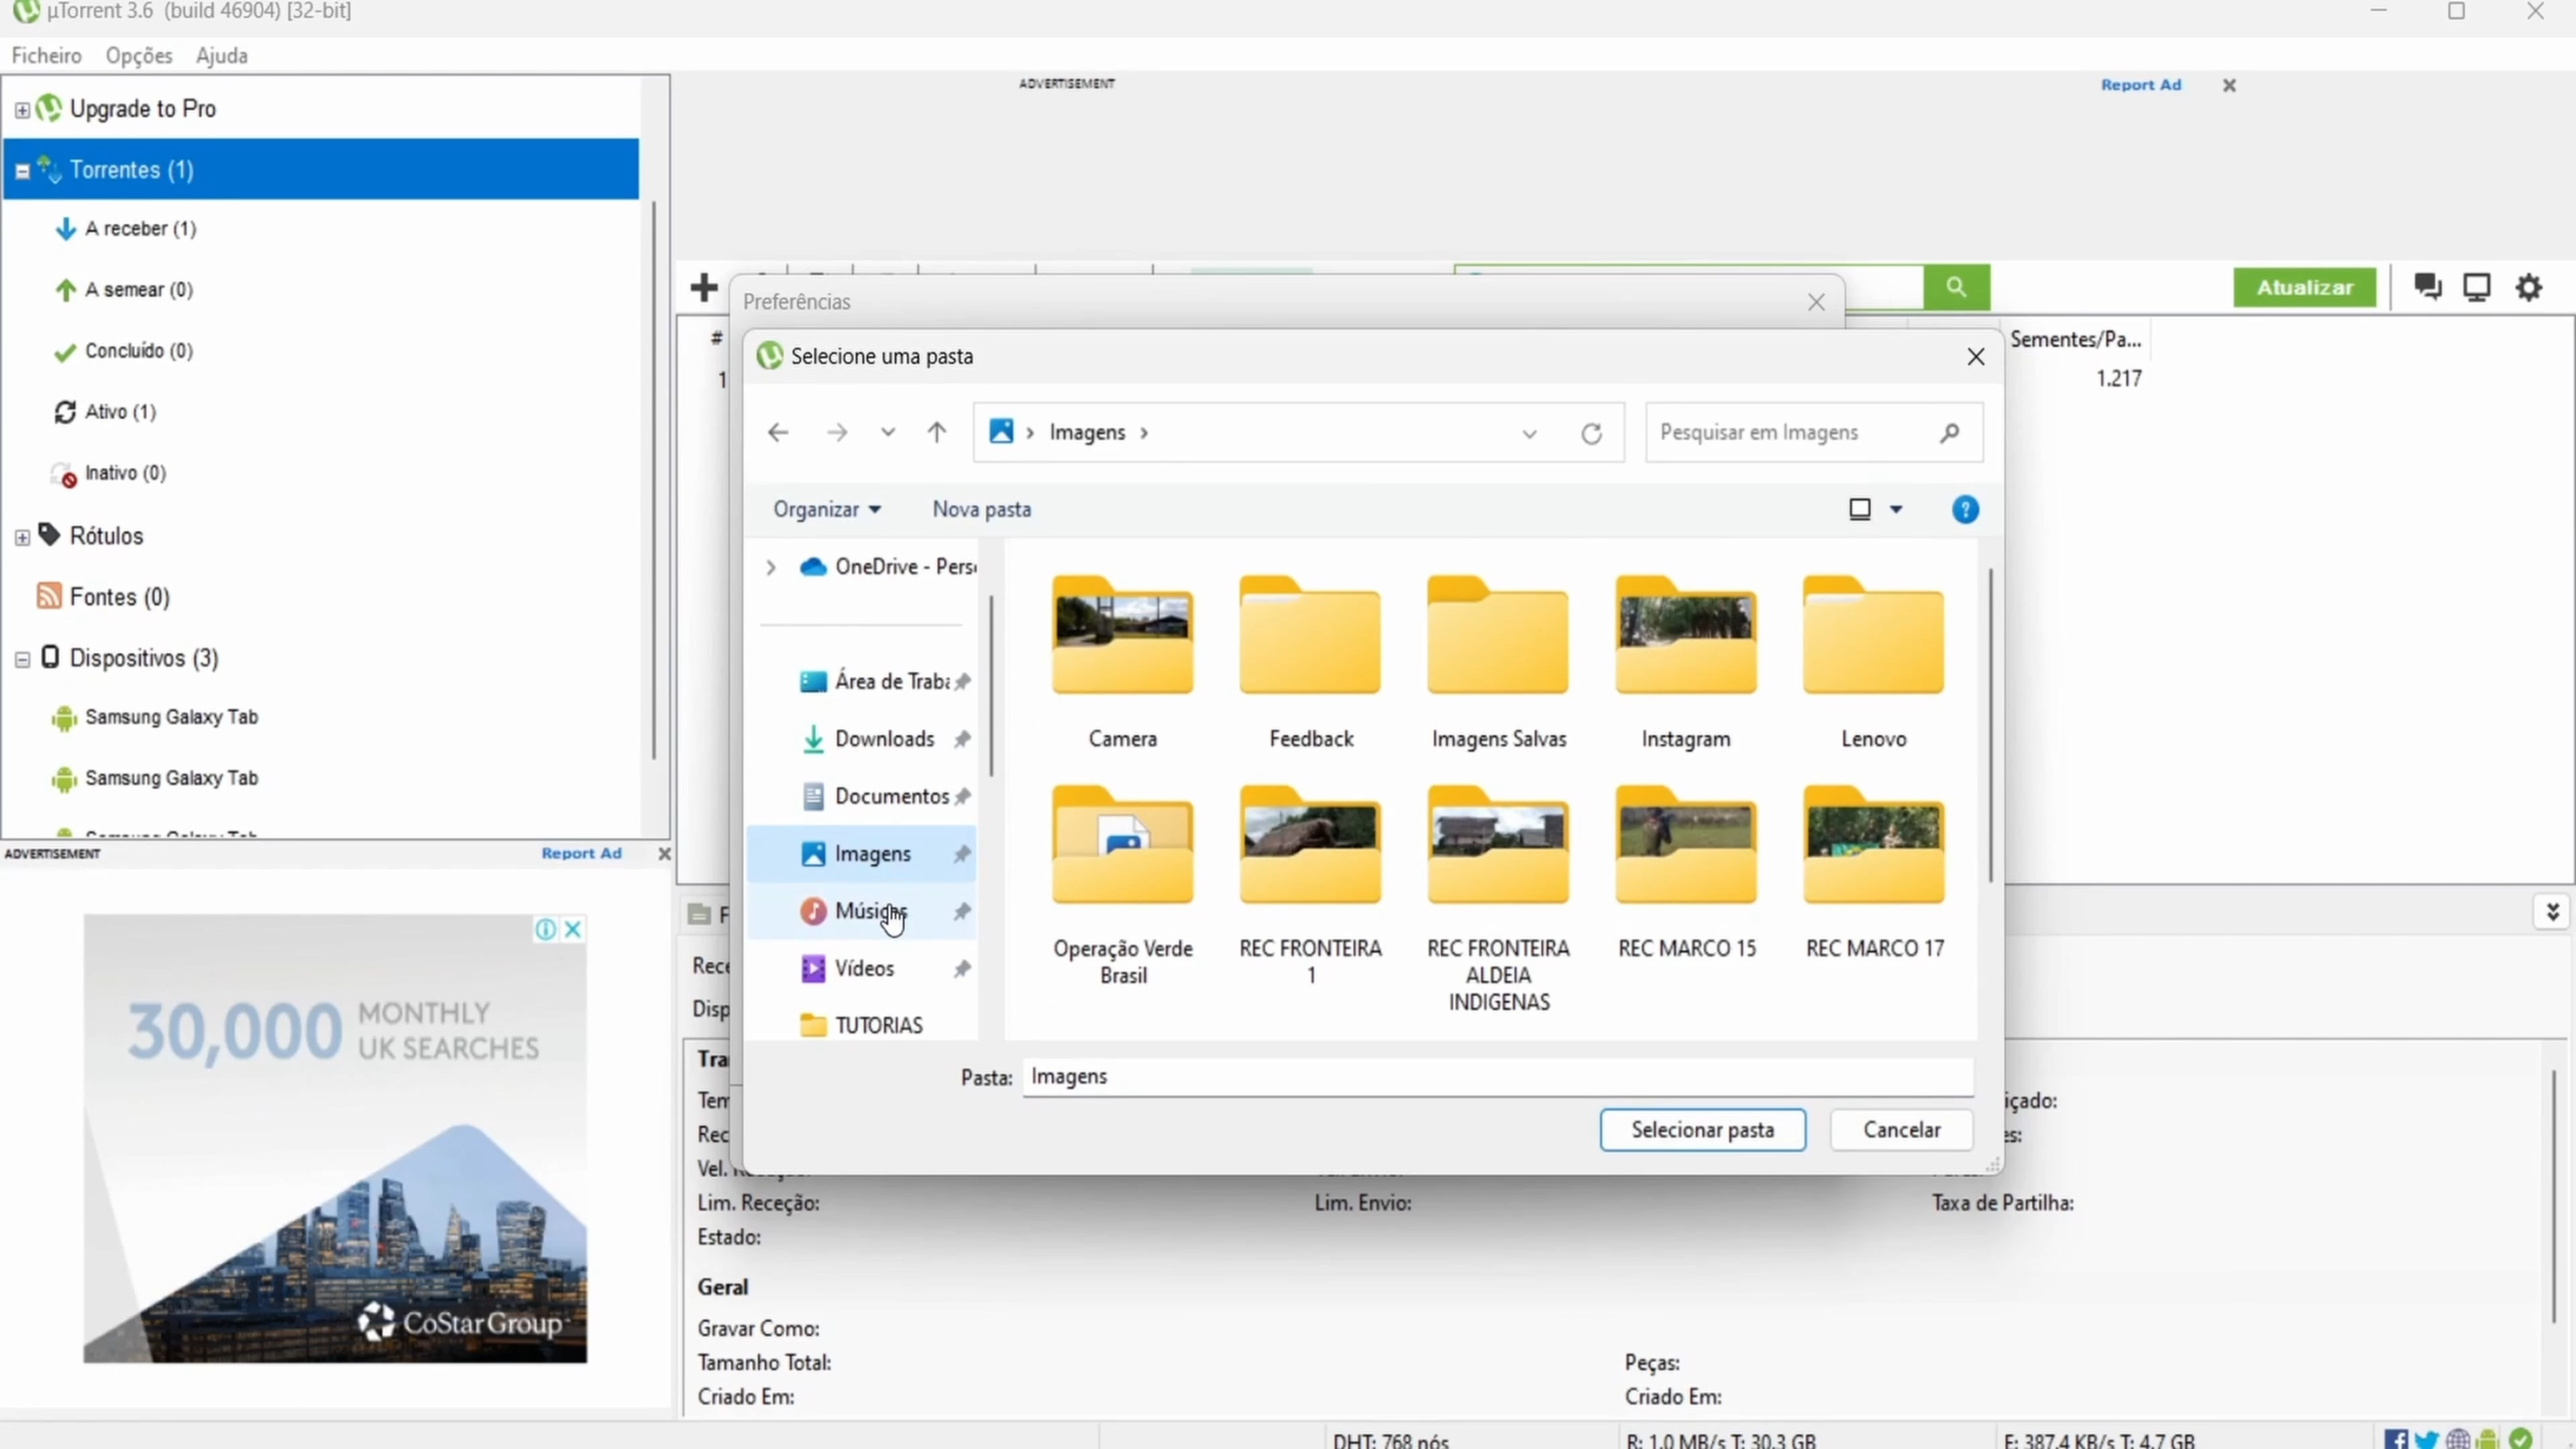 µTorrent 3.6 (build 46904) [32-bit]
Ficheiro Opções Ajuda
ADVERTISEMENT
Report Ad
Upgrade to Pro
Torrentes (1)
A receber (1)
A semear (0)
Concluído (0)
Ativo (1)
Inativo (0)
Rótulos
Fontes (0)
Dispositivos (3)
Samsung Galaxy Tab
Samsung Galaxy Tab
Samsung Galaxy Tab
ADVERTISEMENT
Report Ad
30,000 MONTHLY
UK SEARCHES
CoStar Group
Atualizar
#
Sementes/Pa...
1
1.217
Preferências
Selecione uma pasta
Imagens
Pesquisar em Imagens
Organizar
Nova pasta
OneDrive - Pers
Área de Traba
Downloads
Documentos
Imagens
Músicas
Vídeos
TUTORIAS
Camera
Feedback
Imagens Salvas
Instagram
Lenovo
Operação Verde
Brasil
REC FRONTEIRA
1
REC FRONTEIRA
ALDEIA
INDIGENAS
REC MARCO 15
REC MARCO 17
Pasta: Imagens
Selecionar pasta
Cancelar
Lim. Receção:
Lim. Envio:
Taxa de Partilha:
Estado:
Geral
Gravar Como:
Tamanho Total:
Peças:
Criado Em:
Criado Em:
DHT: 768 nós
R: 1.0 MB/s T: 30.3 GB
E: 387.4 KB/s T: 4.7 GB